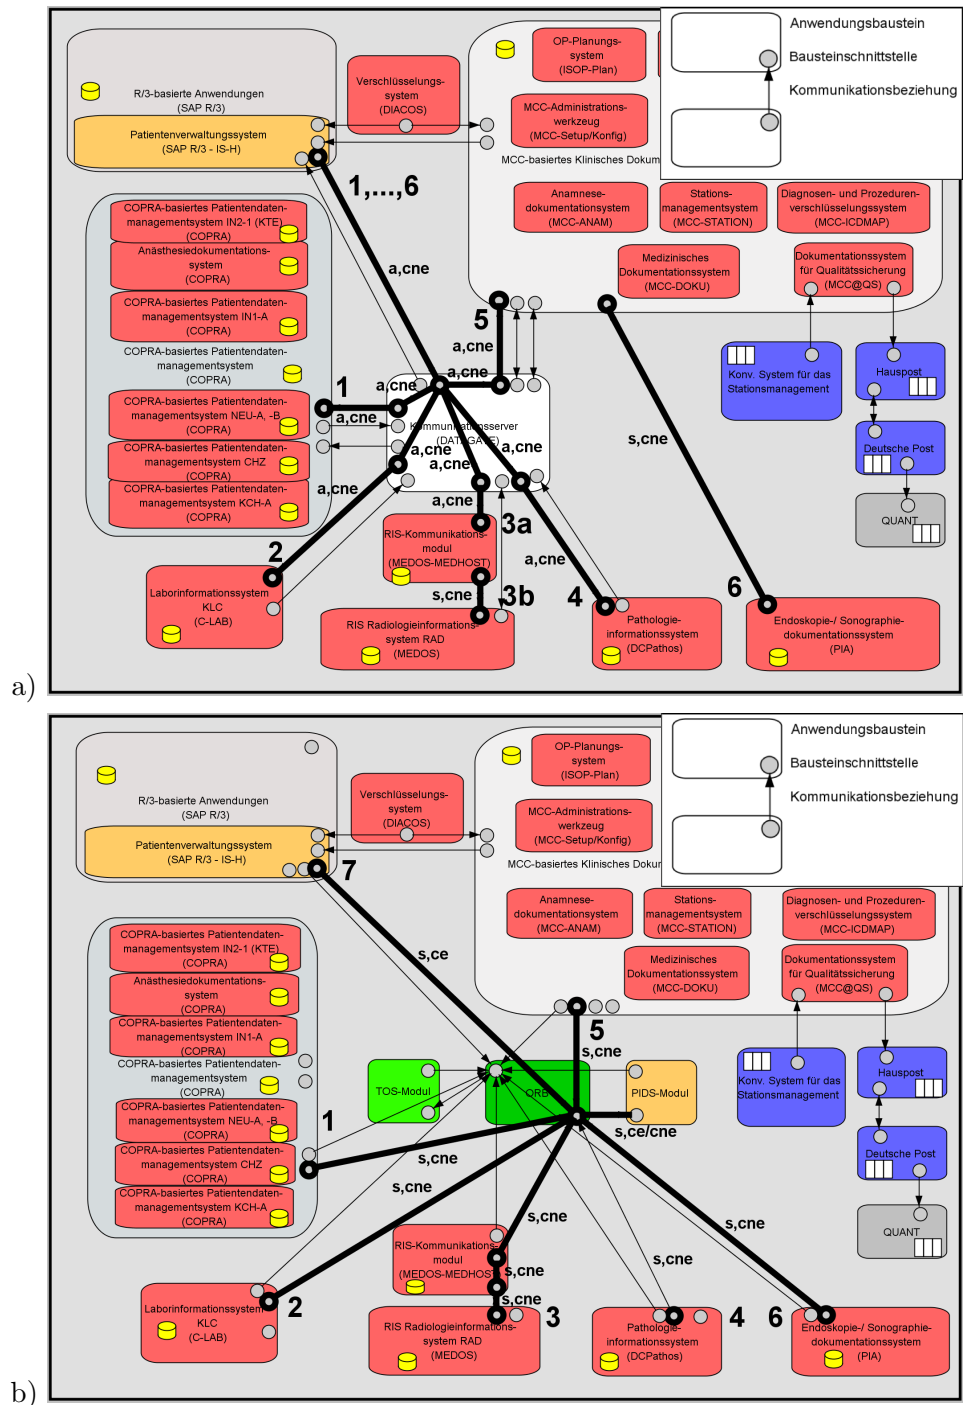 OP-Planungs-
system
(ISOP-Plan)
Anwendungsbaustein
Bausteinschnittstelle
Kommunikationsbeziehung
Verschlüsselungs-
system
(DIACOS)
R/3-basierte Anwendungen
(SAP R/3)
MCC-Administrations-
werkzeug
(MCC-Setup/Konfig)
Patientenverwaltungssystem
(SAP R/3 - IS-H)
MCC-basiertes Klinisches Dokum
1,...,6
Anamnese-
dokumentationsystem
(MCC-ANAM)
Stations-
managementsystem
(MCC-STATION)
Diagnosen- und Prozeduren-
verschlüsselungssystem
(MCC-ICDMAP)
COPRA-basiertes Patientendaten-
managementsystem IN2-1 (KTE)
(COPRA)
Anästhesiedokumentations-
system
(COPRA)
Medizinisches
Dokumentationssystem
(MCC-DOKU)
Dokumentationssystem
für Qualitätssicherung
(MCC@QS)
a,cne
COPRA-basiertes Patientendaten-
managementsystem IN1-A
(COPRA)
5
a,cne
COPRA-basiertes Patientendaten-
managementsystem
(COPRA)
Konv. System für das
Stationsmanagement
Hauspost
a,cne
a,cne
1
a,cne
COPRA-basiertes Patientendaten-
managementsystem NEU-A, -B
(COPRA)
Kommunikationsserver
(DATAGATE)
s,cne
a,cne
a,cne
a,cne
Deutsche Post
COPRA-basiertes Patientendaten-
managementsystem CHZ
(COPRA)
COPRA-basiertes Patientendaten-
managementsystem KCH-A
(COPRA)
a,cne
a,cne
QUANT
3a
RIS-Kommunikations-
modul
(MEDOS-MEDHOST)
a,cne
2
Laborinformationssystem
KLC
(C-LAB)
s,cne
3b
4
6
RIS Radiologieinformations-
system RAD
(MEDOS)
Pathologie-
informationssystem
(DCPathos)
Endoskopie-/ Sonographie-
dokumentationssystem
(PIA)
a)
OP-Planungs-
system
(ISOP-Plan)
Anwendungsbaustein
Bausteinschnittstelle
Kommunikationsbeziehung
Verschlüsselungs-
system
(DIACOS)
R/3-basierte Anwendungen
(SAP R/3)
MCC-Administrations-
werkzeug
(MCC-Setup/Konfig)
Patientenverwaltungssystem
(SAP R/3 - IS-H)
MCC-basiertes Klinisches Dokum
7
Anamnese-
dokumentationsystem
(MCC-ANAM)
Stations-
managementsystem
(MCC-STATION)
Diagnosen- und Prozeduren-
verschlüsselungssystem
(MCC-ICDMAP)
COPRA-basiertes Patientendaten-
managementsystem IN2-1 (KTE)
(COPRA)
s,ce
Medizinisches
Dokumentationssystem
(MCC-DOKU)
Dokumentationssystem
für Qualitätssicherung
(MCC@QS)
Anästhesiedokumentations-
system
(COPRA)
COPRA-basiertes Patientendaten-
managementsystem IN1-A
(COPRA)
5
s,cne
COPRA-basiertes Patientendaten-
managementsystem
(COPRA)
TOS-Modul
ORB
PIDS-Modul
Konv. System für das
Stationsmanagement
Hauspost
1
COPRA-basiertes Patientendaten-
managementsystem NEU-A, -B
(COPRA)
s,ce/cne
s,cne
COPRA-basiertes Patientendaten-
managementsystem CHZ
(COPRA)
Deutsche Post
COPRA-basiertes Patientendaten-
managementsystem KCH-A
(COPRA)
s,cne
s,cne
s,cne
QUANT
RIS-Kommunikations-
modul
(MEDOS-MEDHOST)
s,cne
s,cne
s,cne
2
Laborinformationssystem
KLC
(C-LAB)
3
4
6
RIS Radiologieinformations-
system RAD
(MEDOS)
Pathologie-
informationssystem
(DCPathos)
Endoskopie-/ Sonographie-
dokumentationssystem
(PIA)
b)